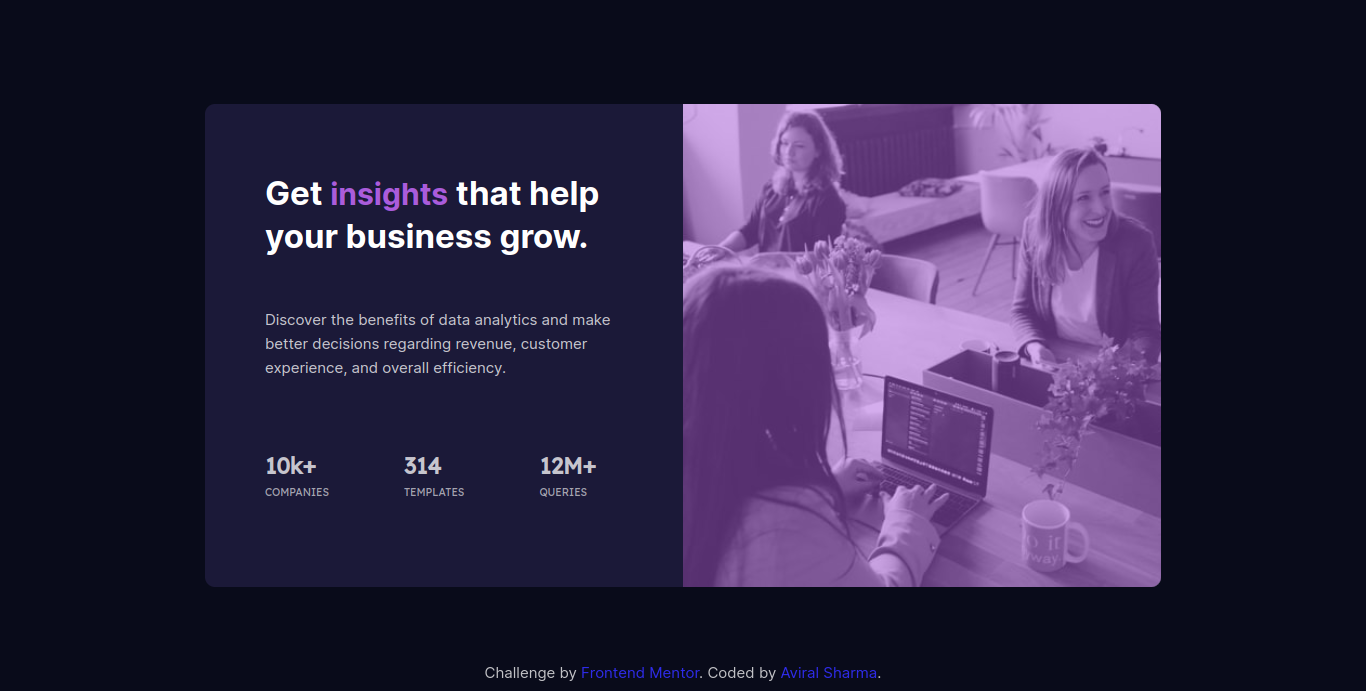 Get insights that help
your business grow.
Discover the benefits of data analytics and make
better decisions regarding revenue, customer
experience, and overall efficiency.
10k+ 314 12M+
COMPANIES TEMPLATES QUERIES
it
Challenge by Frontend Mentor. Coded by Aviral Sharma.